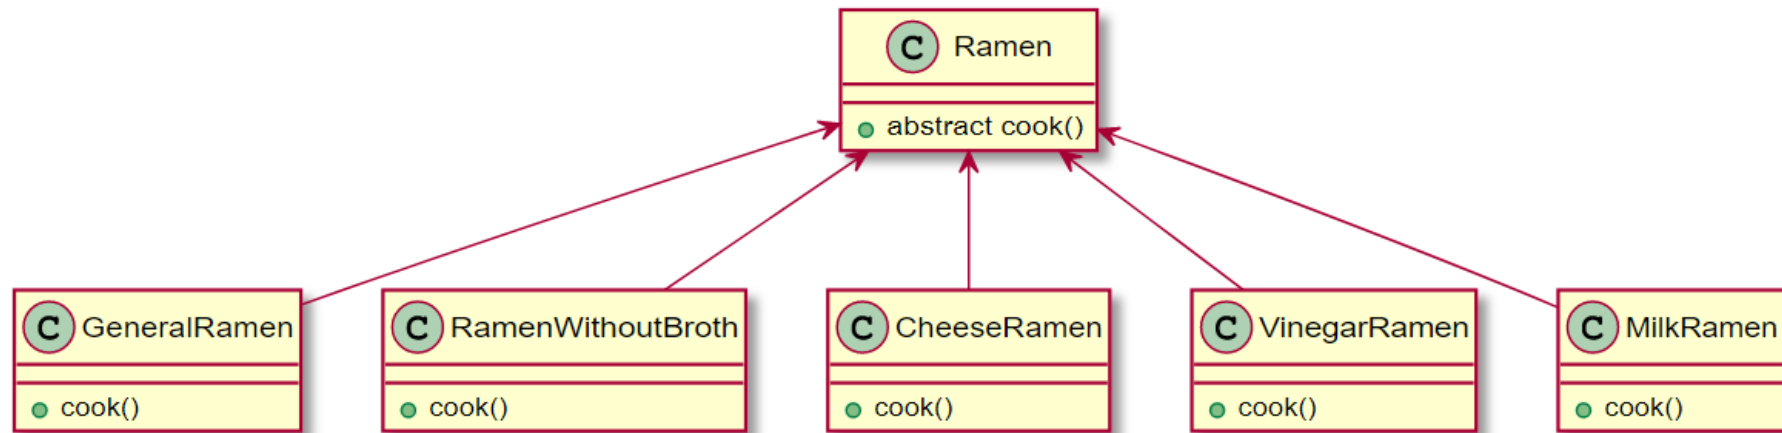 C Ramen
abstract cook()
C GeneralRamen
cook()
C RamenWithoutBroth
cook()
C CheeseRamen
cook()
C VinegarRamen
cook()
C MilkRamen
cook()